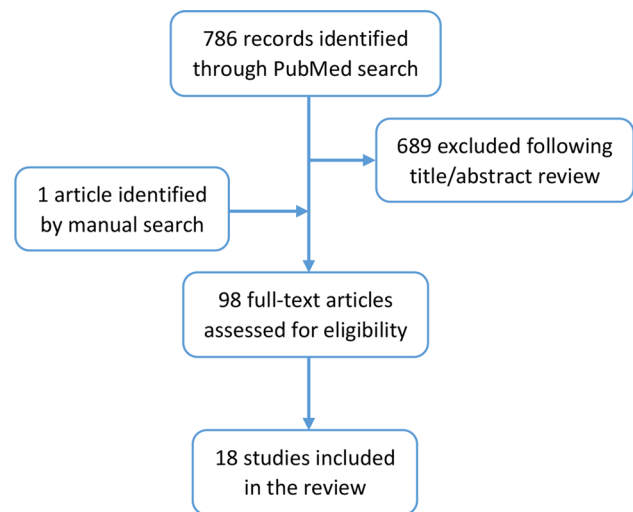 786 records identified
through PubMed search
689 excluded following
title/abstract review
1 article identified
by manual search
98 full-text articles
assessed for eligibility
18 studies included
in the review